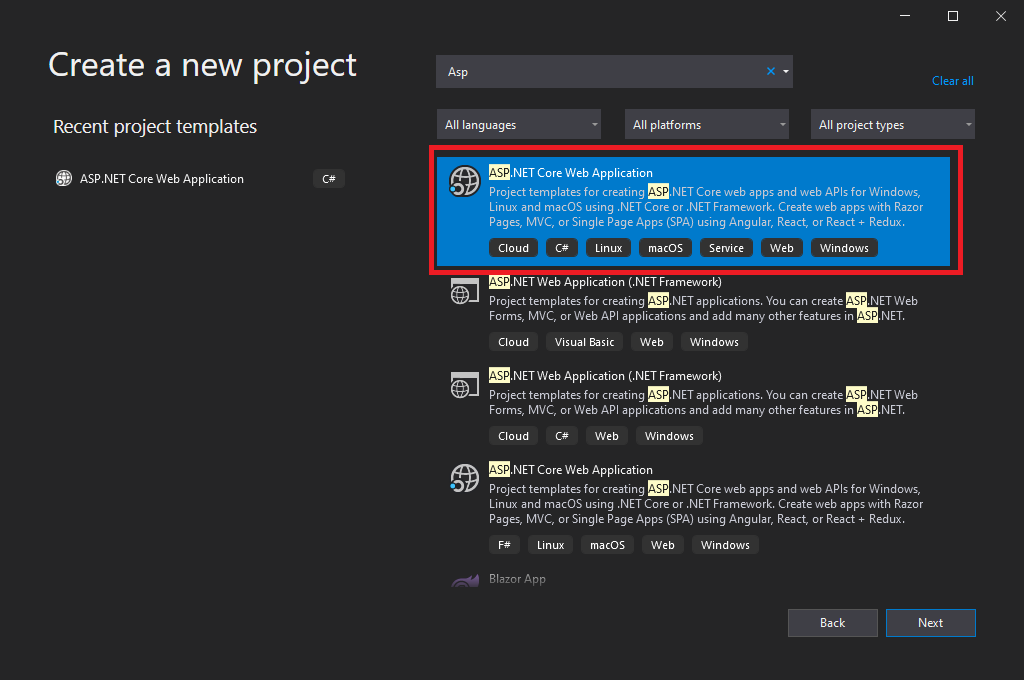 Create a new project
Recent project templates
ASP.NET Core Web Application C#
Asp
Clear all
All languages All platforms All project types
ASP.NET Core Web Application
Project templates for creating ASP.NET Core web apps and web APIs for Windows,
Linux and macOS using .NET Core or .NET Framework. Create web apps with Razor
Pages, MVC, or Single Page Apps (SPA) using Angular, React, or React + Redux.
Cloud C# Linux macOS Service Web Windows
ASP.NET Web Application (.NET Framework)
Project templates for creating ASP.NET applications. You can create ASP.NET Web
Forms, MVC, or Web API applications and add many other features in ASP.NET.
Cloud Visual Basic Web Windows
ASP.NET Web Application (.NET Framework)
Project templates for creating ASP.NET applications. You can create ASP.NET Web
Forms, MVC, or Web API applications and add many other features in ASP.NET.
Cloud C# Web Windows
ASP.NET Core Web Application
Project templates for creating ASP.NET Core web apps and web APIs for Windows,
Linux and macOS using .NET Core or .NET Framework. Create web apps with Razor
Pages, MVC, or Single Page Apps (SPA) using Angular, React, or React + Redux.
F# Linux macOS Web Windows
Blazor App
Back Next